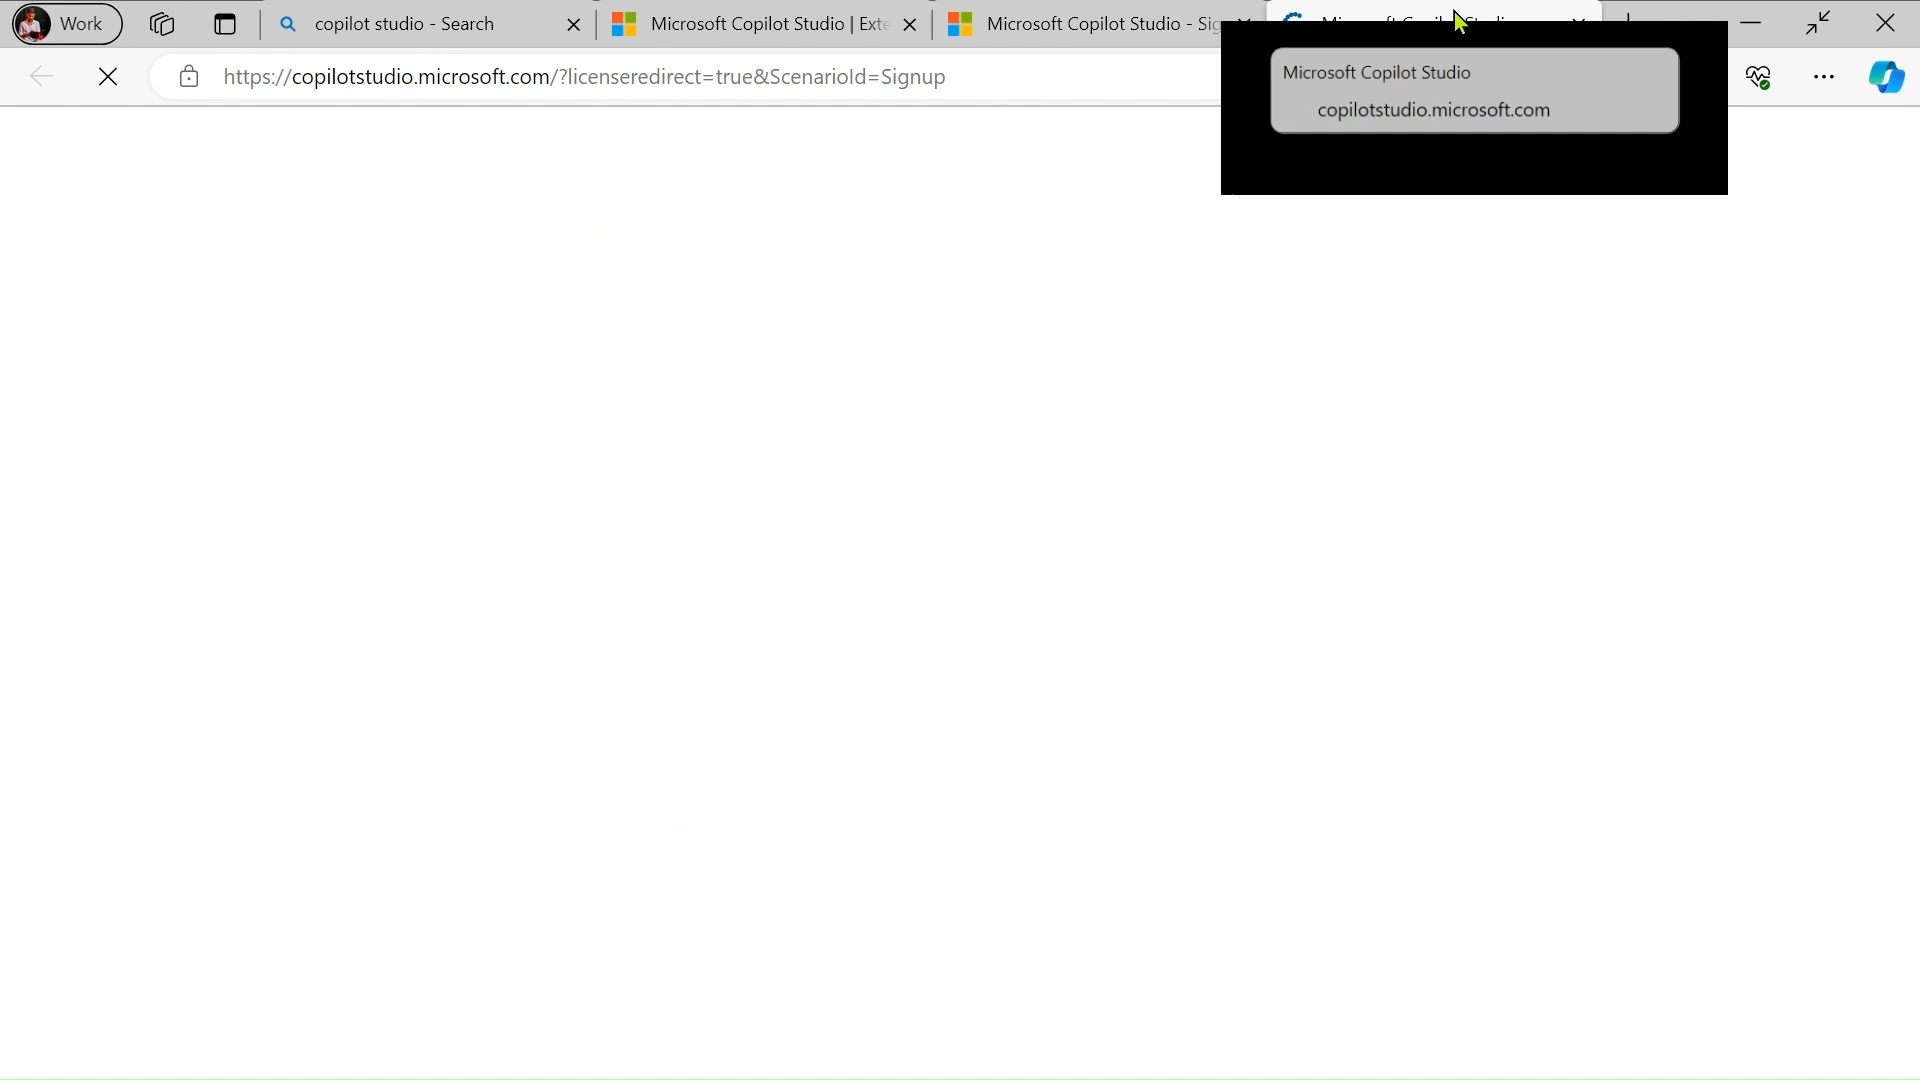 Work
copilot studio - Search
Microsoft Copilot Studio | Exte
Microsoft Copilot Studio - Sig
https://copilotstudio.microsoft.com/?licenseredirect=true&ScenarioId=Signup
Microsoft Copilot Studio
copilotstudio.microsoft.com